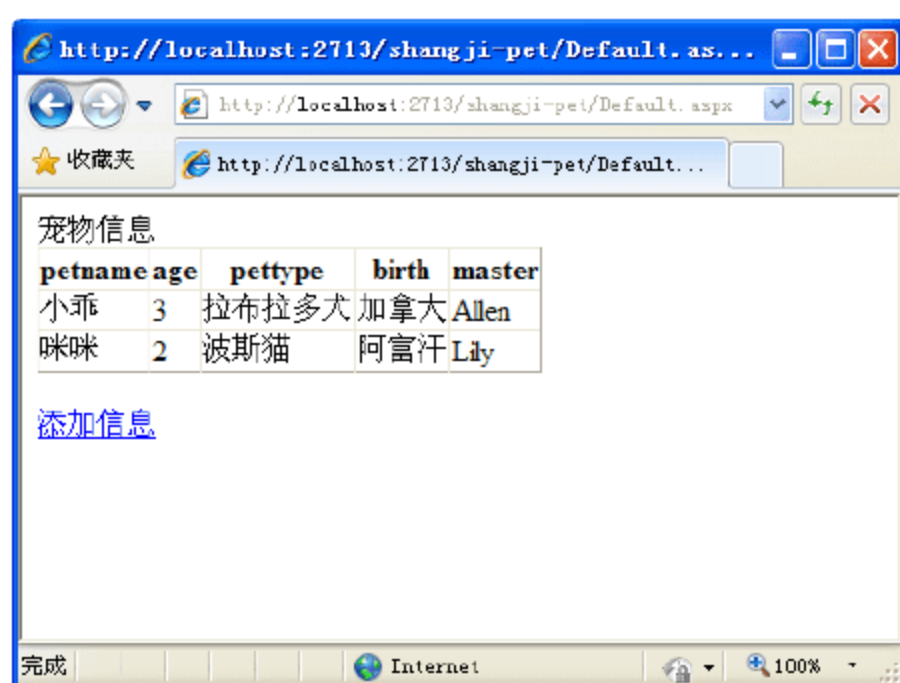 http://localhost:2713/shangji-pet/Default.as...
http://localhost:2713/shangji-pet/Default.aspx
收藏夹 http://localhost:2713/shangji-pet/Default...
宠物信息
petname age pettype birth master
小乖 3 拉布拉多犬 加拿大 Allen
咪咪 2 波斯猫 阿富汗 Lily
添加信息
完成 Internet 100%